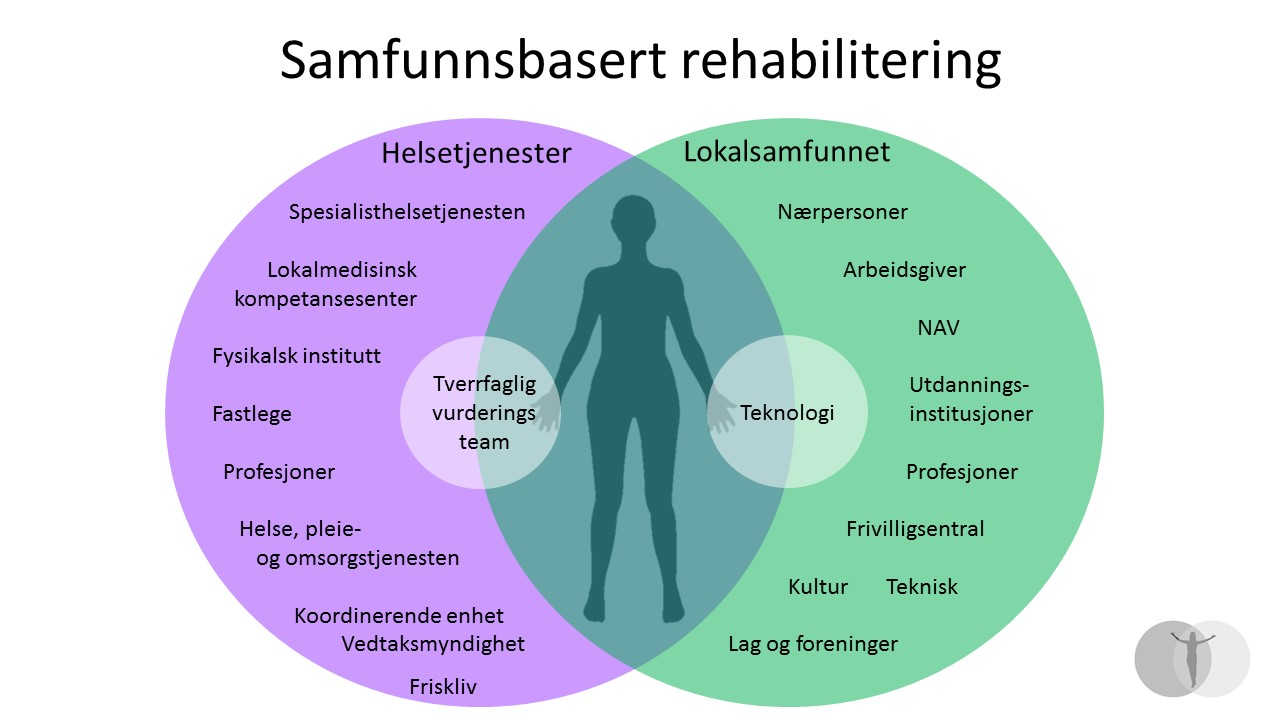 Samfunnsbasert rehabilitering
Helsetjenester
Spesialisthelsetjenesten
Lokalmedisinsk
kompetansesenter
Fysikalsk institutt
Fastlege
Profesjoner
Helse, pleie-
og omsorgstjenesten
Koordinerende enhet
Vedtaksmyndighet
Friskliv
Tverrfaglig
vurderings
team
Teknologi
Lokalsamfunnet
Nærpersoner
Arbeidsgiver
NAV
Utdannings-
institusjoner
Profesjoner
Frivilligsentral
Kultur Teknisk
Lag og foreninger